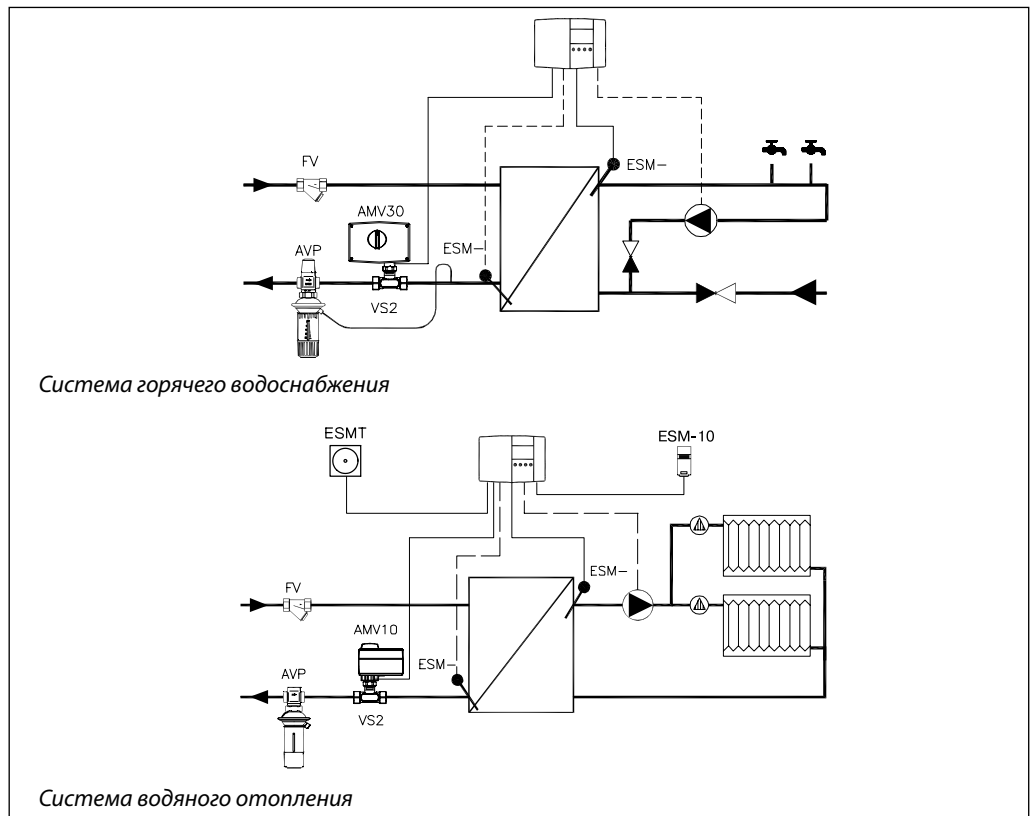 FV
ESM-
AMV30
AVP
ESM-
VS2
Система горячего водоснабжения
ESMT
ESM-10
ESM-
FV
AMV10
ESM-
AVP
VS2
Система водяного отопления